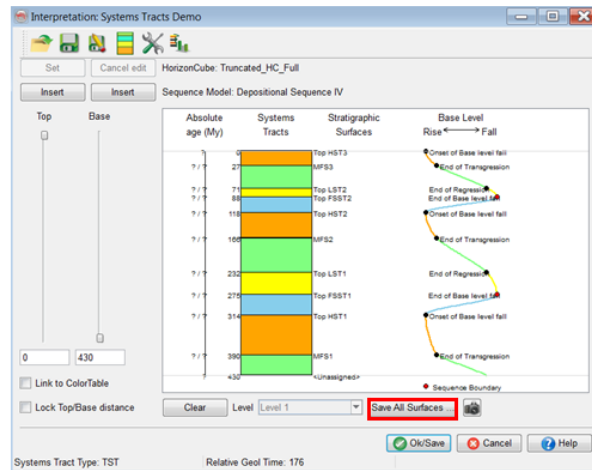 Interpretation: Systems Tracts Demo
Set Cancel edit HorizonCube: Truncated_HC_Full
Insert Insert Sequence Model: Depositional Sequence IV
Top Base
Absolute Systems Stratigraphic Base Level
age (My) Tracts Surfaces Rise Fall
? 0 Top HST3 Onset of Base level fall
? / ? 27 MFS3 End of Transgression
? / ? 71 Top LST2 End of Regression
? / ? 88 Top FSST2 End of Base level fall
? / ? 118 Top HST2 Onset of Base level fall
? / ? 166 MFS2 End of Transgression
? / ? 232 Top LST1 End of Regression
? / ? 275 Top FSST1 End of Base level fall
? / ? 314 Top HST1 Onset of Base level fall
? / ? 390 MFS1 End of Transgression
? 430 <Unassigned>
Sequence Boundary
0 430
Link to ColorTable
Lock Top/Base distance Clear Level Level 1 Save All Surfaces ...
Ok/Save Cancel ? Help
Systems Tract Type: TST Relative Geol Time: 176